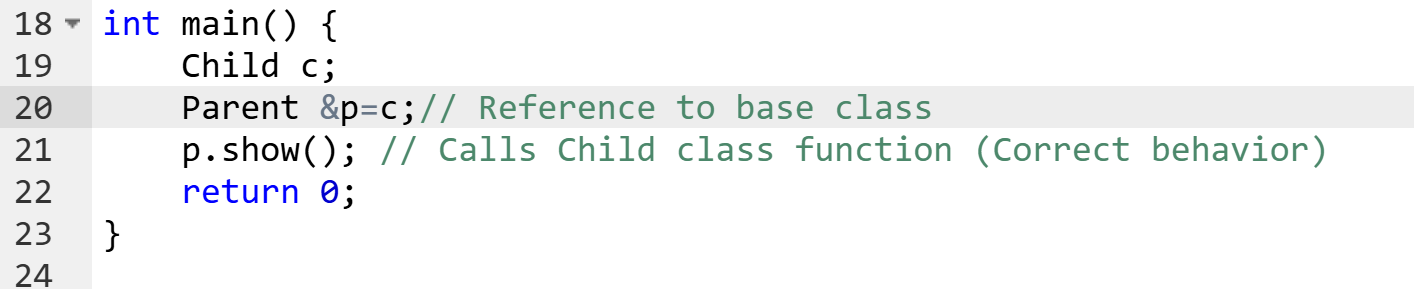 18 int main() {
19     Child c;
20     Parent &p=c;// Reference to base class
21     p.show(); // Calls Child class function (Correct behavior)
22     return 0;
23 }
24